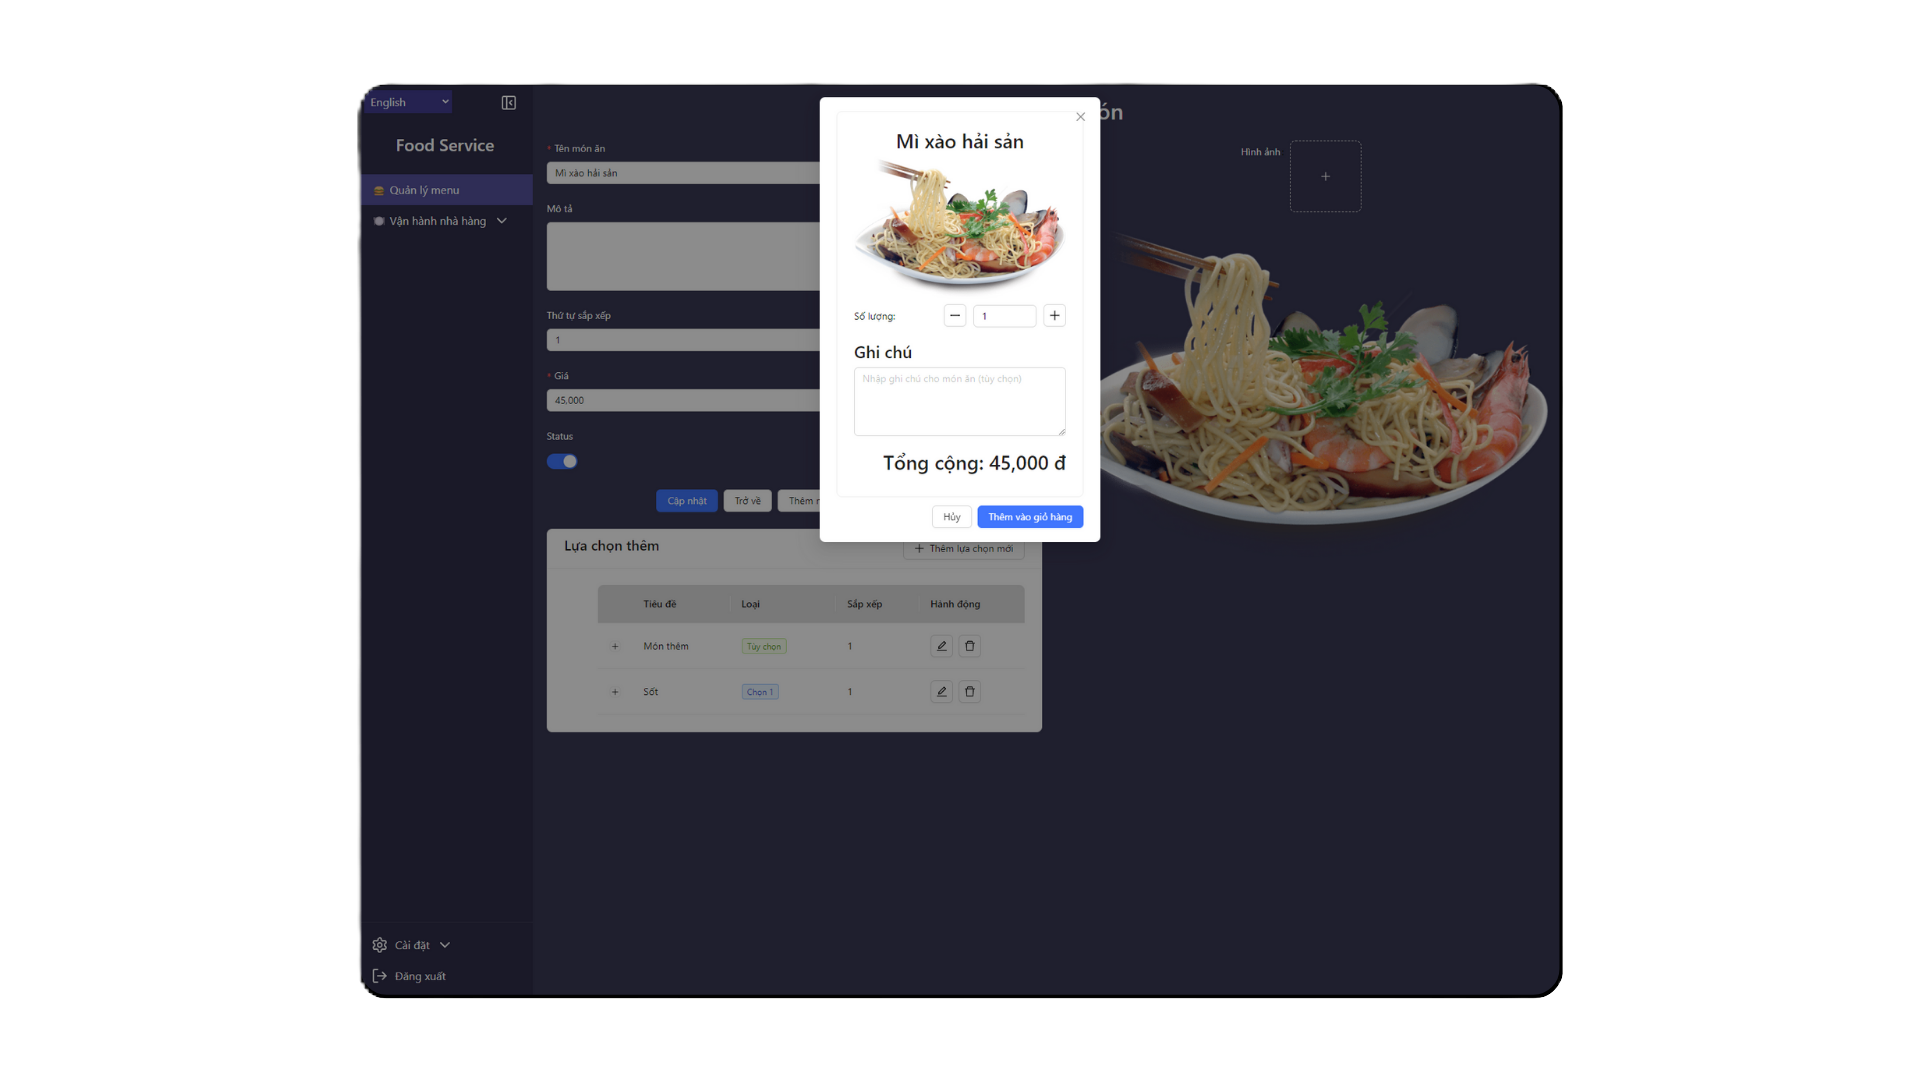 English
Food Service
Quản lý menu
Vận hành nhà hàng
Cài đặt
Đăng xuất
* Tên món ăn
Mì xào hải sản
Mô tả
Thứ tự sắp xếp
1
* Giá
45,000
Status
Cập nhật
Trở về
Thêm
Lựa chọn thêm
+ Thêm lựa chọn mới
Tiêu đề Loại Sắp xếp Hành động
+ Món thêm Tùy chọn 1
+ Sốt Chọn 1 1
Mì xào hải sản
Số lượng: 1
Ghi chú
Nhập ghi chú cho món ăn (tùy chọn)
Tổng cộng: 45,000 đ
Hủy
Thêm vào giỏ hàng
ón
Hình ảnh